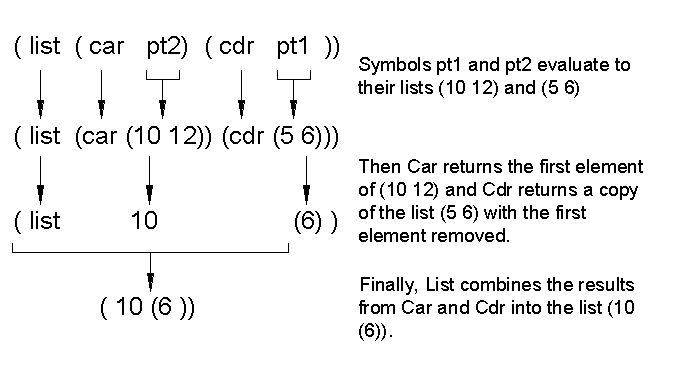 ( list ( car pt2) ( cdr pt1 ))
Symbols pt1 and pt2 evaluate to
their lists (10 12) and (5 6)
( list (car (10 12)) (cdr (5 6)))
Then Car returns the first element
of (10 12) and Cdr returns a copy
of the list (5 6) with the first
element removed.
( list 10 (6) )
Finally, List combines the results
from Car and Cdr into the list (10
(6)).
( 10 (6 ))